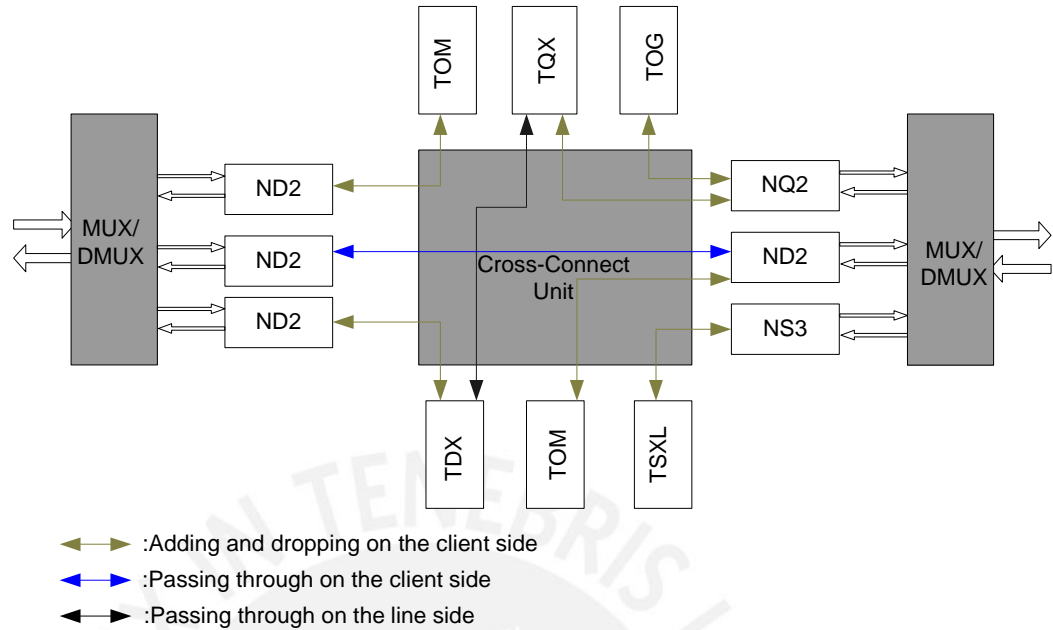 TOM
TQX
TOG
MUX/
DMUX
ND2
ND2
ND2
Cross-Connect
Unit
NQ2
ND2
NS3
MUX/
DMUX
TDX
TOM
TSXL
:Adding and dropping on the client side
:Passing through on the client side
:Passing through on the line side
IN TENEBRIS